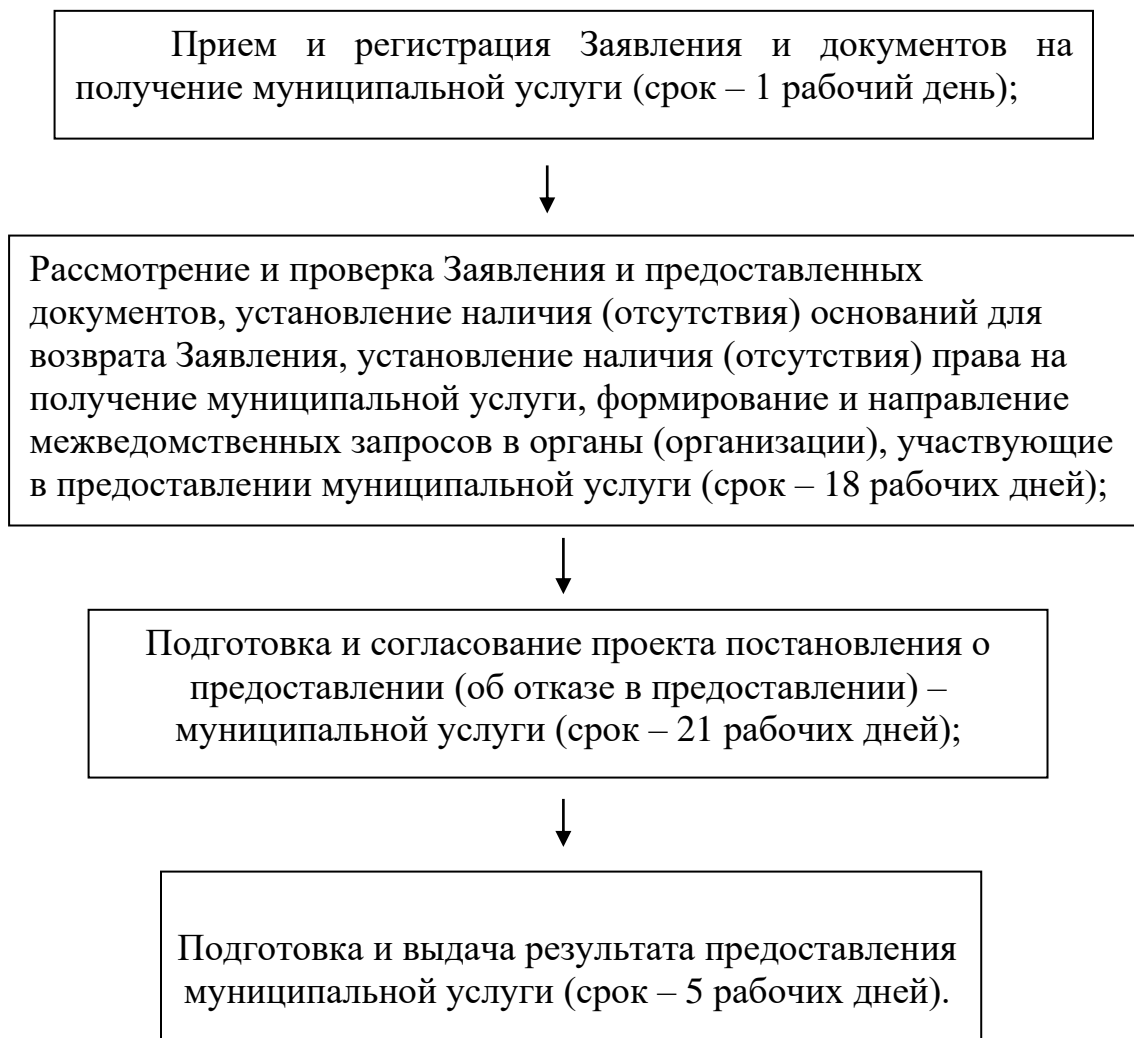 Прием и регистрация Заявления и документов на
получение муниципальной услуги (срок – 1 рабочий день);
Рассмотрение и проверка Заявления и предоставленных
документов, установление наличия (отсутствия) оснований для
возврата Заявления, установление наличия (отсутствия) права на
получение муниципальной услуги, формирование и направление
межведомственных запросов в органы (организации), участвующие
в предоставлении муниципальной услуги (срок – 18 рабочих дней);
Подготовка и согласование проекта постановления о
предоставлении (об отказе в предоставлении) –
муниципальной услуги (срок – 21 рабочих дней);
Подготовка и выдача результата предоставления
муниципальной услуги (срок – 5 рабочих дней).